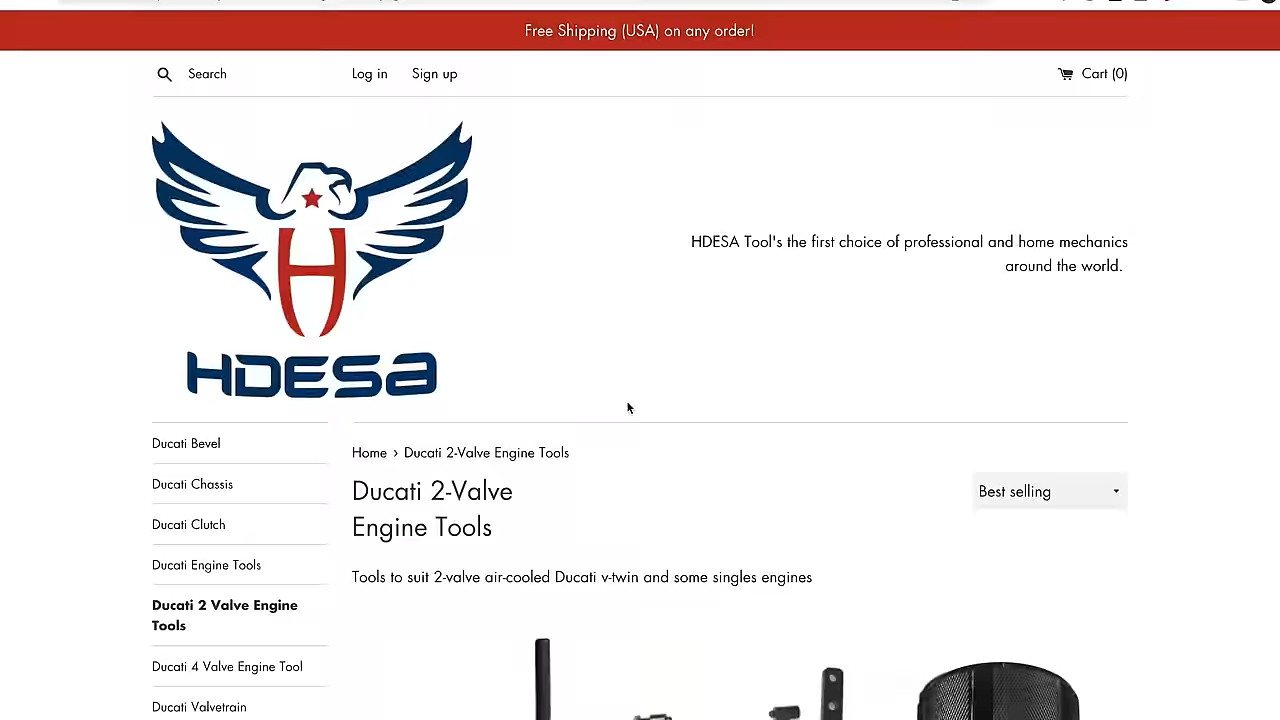 Free Shipping (USA) on any order!
Search
Log in
Sign up
Cart (0)
H
HDESA
HDESA Tool's the first choice of professional and home mechanics
around the world.
Ducati Bevel
Ducati Chassis
Ducati Clutch
Ducati Engine Tools
Ducati 2 Valve Engine
Tools
Ducati 4 Valve Engine Tool
Ducati Valvetrain
Home › Ducati 2-Valve Engine Tools
Ducati 2-Valve
Engine Tools
Best selling
Tools to suit 2-valve air-cooled Ducati v-twin and some singles engines